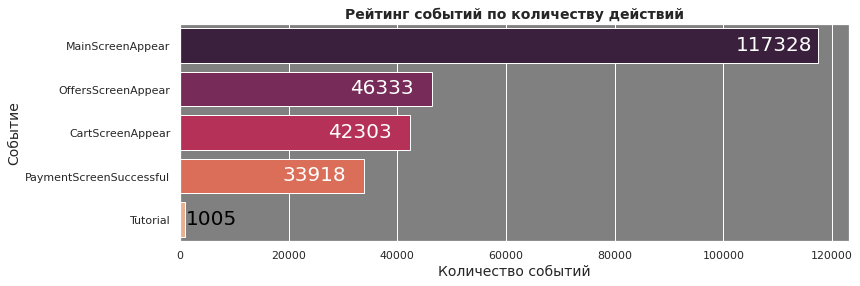 Рейтинг событий по количеству действий
Событие
MainScreenAppear
117328
OffersScreenAppear
46333
CartScreenAppear
42303
PaymentScreenSuccessful
33918
Tutorial
1005
0 20000 40000 60000 80000 100000 120000
Количество событий